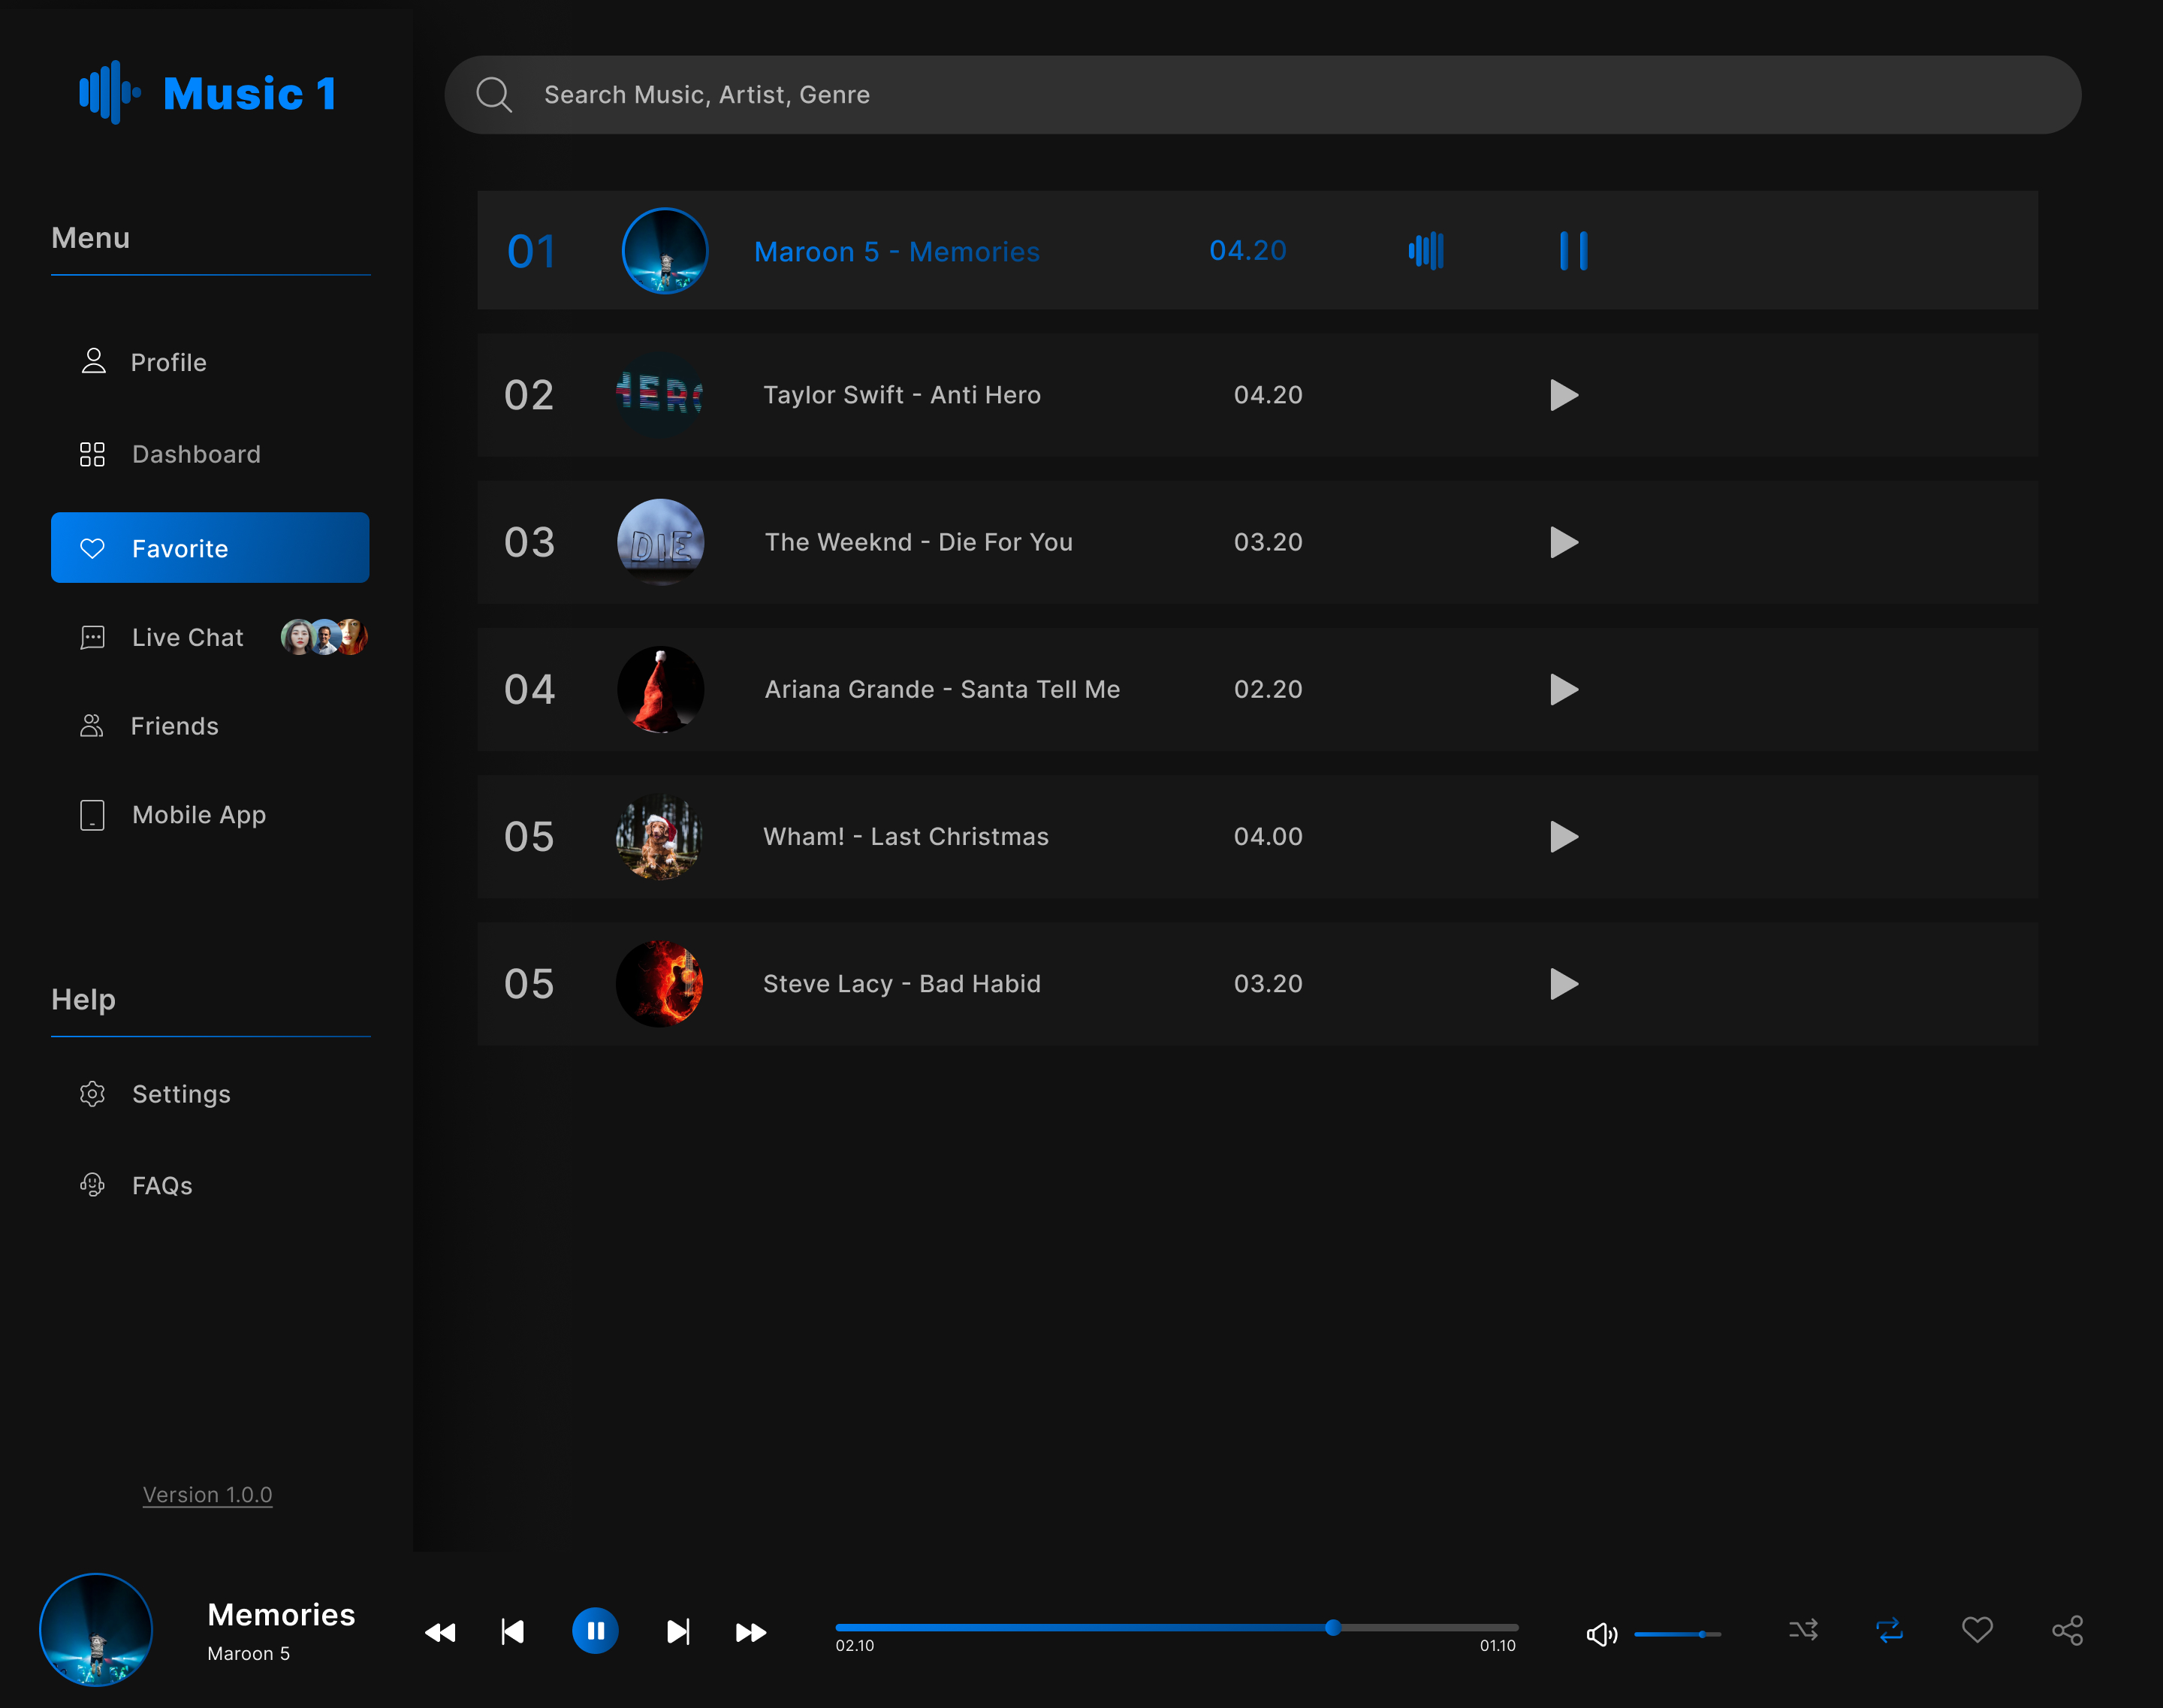 Music 1
Search Music, Artist, Genre
Menu
Profile
Dashboard
Favorite
Live Chat
Friends
Mobile App
Help
Settings
FAQs
Version 1.0.0
01 Maroon 5 - Memories 04.20
02 HERO Taylor Swift - Anti Hero 04.20
03 DIE The Weeknd - Die For You 03.20
04 Ariana Grande - Santa Tell Me 02.20
05 Wham! - Last Christmas 04.00
05 Steve Lacy - Bad Habid 03.20
Memories
Maroon 5
02.10
01.10